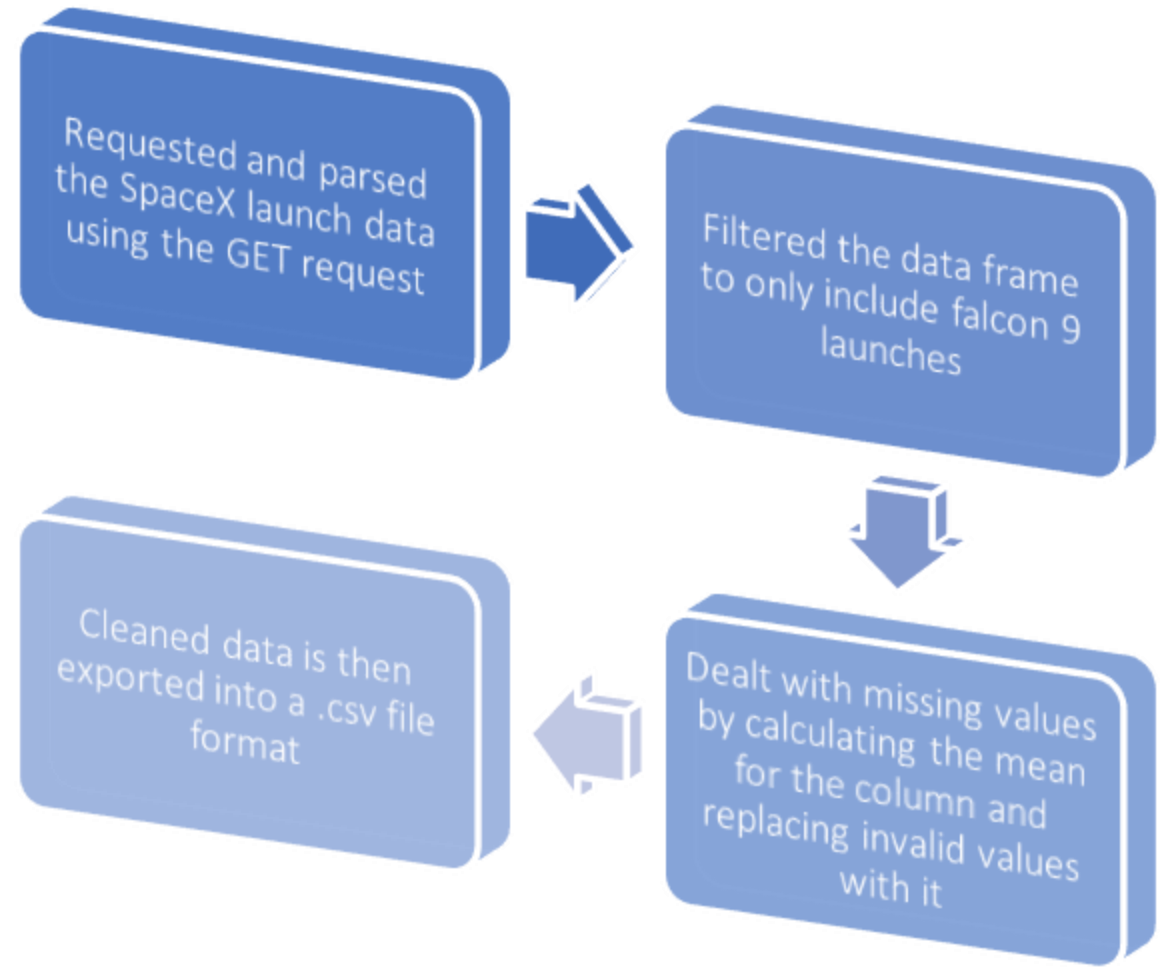 Requested and parsed
the SpaceX launch data
using the GET request
Filtered the data frame
to only include falcon 9
launches
Dealt with missing values
by calculating the mean
for the column and
replacing invalid values
with it
Cleaned data is then
exported into a .csv file
format